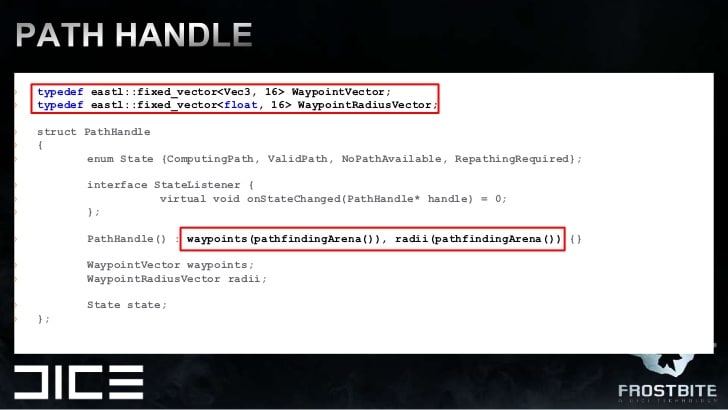 PATH HANDLE
typedef eastl::fixed_vector<Vec3, 16> WaypointVector;
typedef eastl::fixed_vector<float, 16> WaypointRadiusVector;
struct PathHandle
{
enum State {ComputingPath, ValidPath, NoPathAvailable, RepathingRequired};
interface StateListener {
virtual void onStateChanged(PathHandle* handle) = 0;
};
PathHandle() : waypoints(pathfindingArena()), radii(pathfindingArena()) {}
WaypointVector waypoints;
WaypointRadiusVector radii;
State state;
};
DICE
FROSTBITE
A DICE TECHNOLOGY